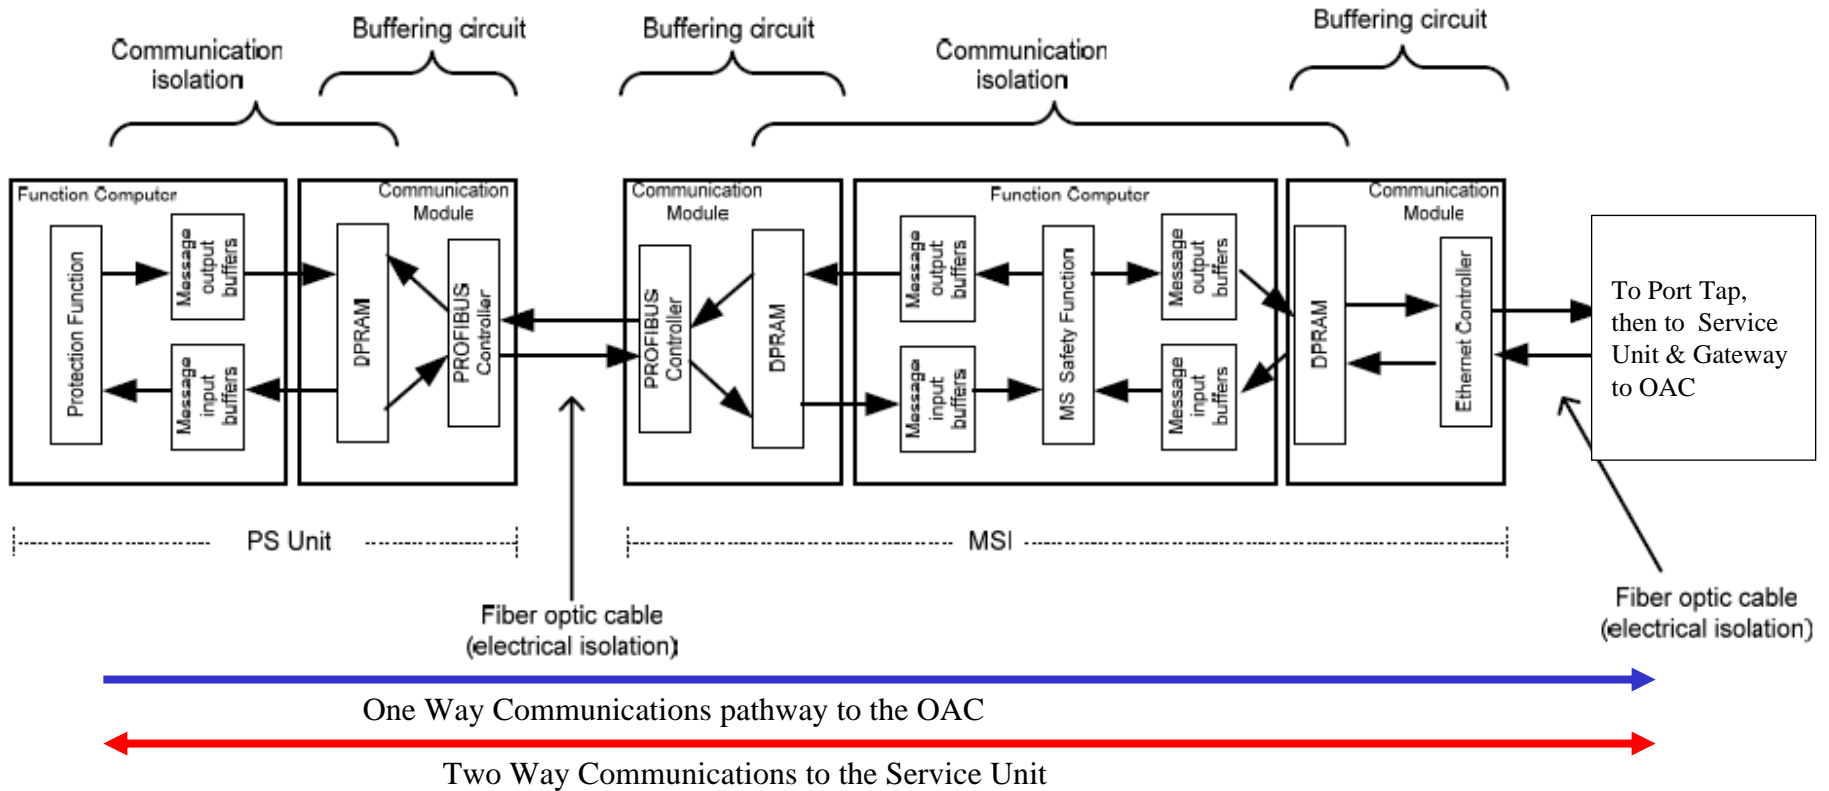 Communication
isolation
Buffering circuit
Buffering circuit
Communication
isolation
Buffering circuit
Function Computer
Protection Function
Message
output
buffers
Message
input
buffers
Communication
Module
DPRAM
PROFIBUS
Controller
Communication
Module
PROFIBUS
Controller
DPRAM
Function Computer
Message
output
buffers
Message
input
buffers
MS Safety Function
Message
output
buffers
Message
input
buffers
Communication
Module
DPRAM
Ethernet Controller
To Port Tap,
then to Service
Unit & Gateway
to OAC
PS Unit
MSI
Fiber optic cable
(electrical isolation)
Fiber optic cable
(electrical isolation)
One Way Communications pathway to the OAC
Two Way Communications to the Service Unit